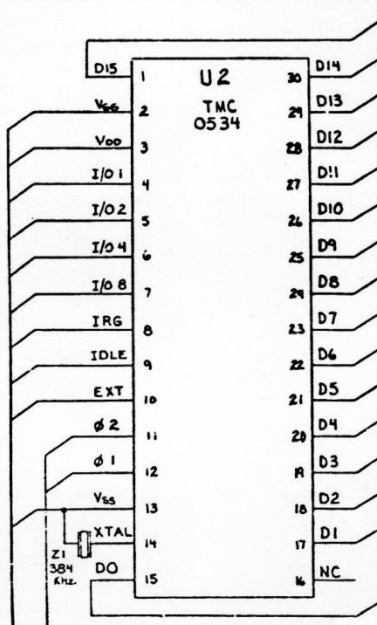 D15 1 U2 30 D14
VGG 2 TMC 29 D13
0534
VDD 3 28 D12
I/O 1 4 27 D11
I/O 2 5 26 D10
I/O 4 6 25 D9
I/O 8 7 24 D8
IRG 8 23 D7
IDLE 9 22 D6
EXT 10 21 D5
Ø2 11 20 D4
Ø1 12 19 D3
VSS 13 18 D2
XTAL 14 17 D1
Z1
384
KHz.
DO 15 16 NC